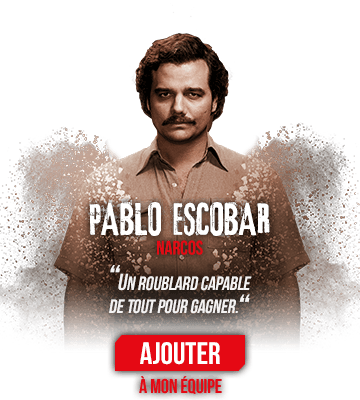 PABLO ESCOBAR
NARCOS
“UN ROUBLARD CAPABLE
DE TOUT POUR GAGNER.“
AJOUTER
À MON ÉQUIPE